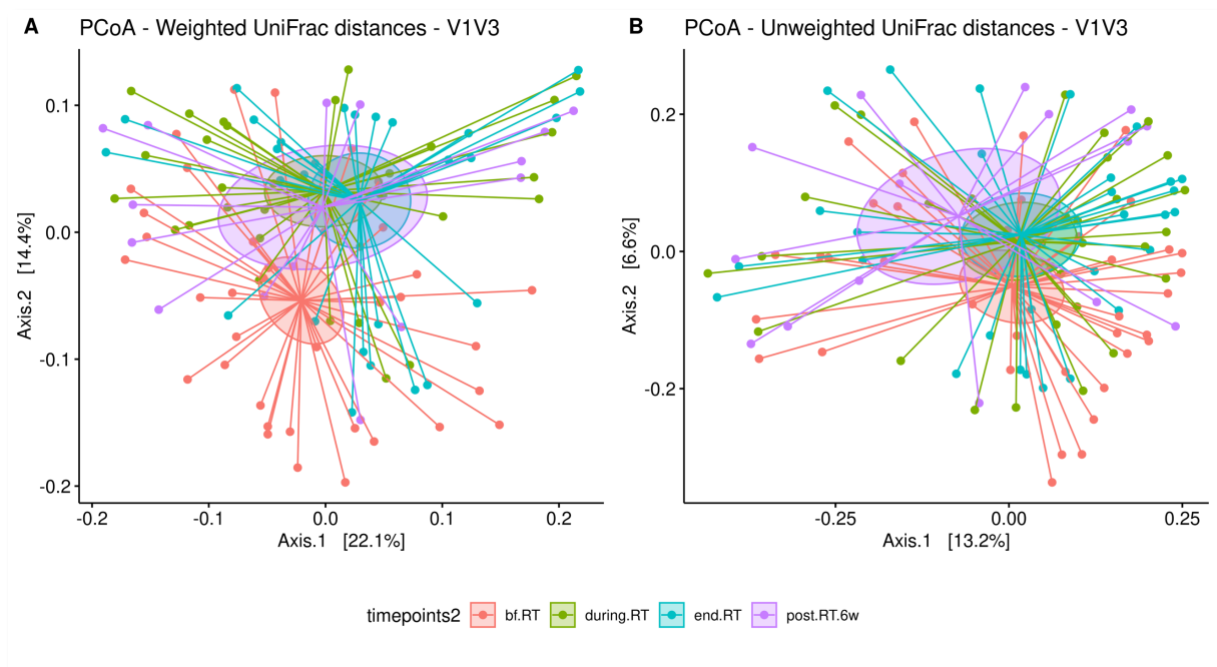 A PCoA - Weighted UniFrac distances - V1V3
B PCoA - Unweighted UniFrac distances - V1V3
Axis.2 [14.4%]
0.1
0.0
-0.1
-0.2
-0.2 -0.1 0.0 0.1 0.2
Axis.1 [22.1%]
Axis.2 [6.6%]
0.2
0.0
-0.2
-0.25 0.00 0.25
Axis.1 [13.2%]
timepoints2 bf.RT during.RT end.RT post.RT.6w